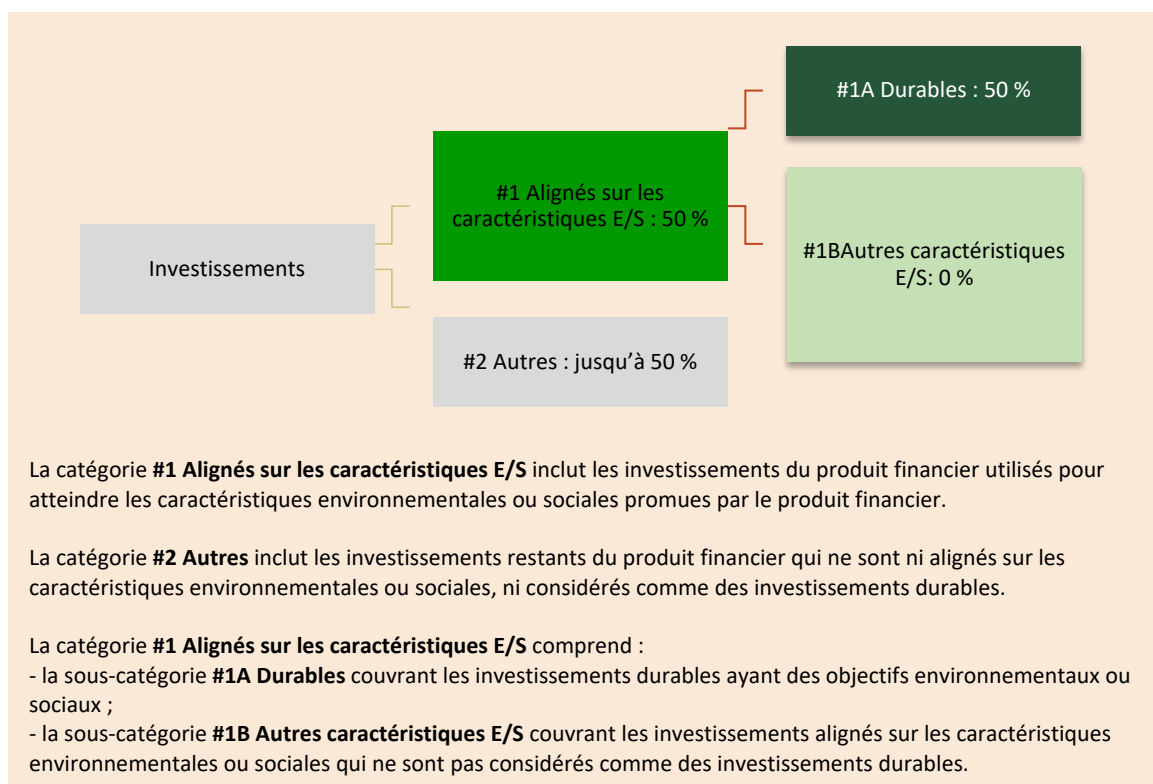 #1A Durables : 50 %
#1 Alignés sur les
caractéristiques E/S : 50 %
#1BAutres caractéristiques
E/S: 0 %
Investissements
#2 Autres : jusqu’à 50 %
La catégorie #1 Alignés sur les caractéristiques E/S inclut les investissements du produit financier utilisés pour
atteindre les caractéristiques environnementales ou sociales promues par le produit financier.
La catégorie #2 Autres inclut les investissements restants du produit financier qui ne sont ni alignés sur les
caractéristiques environnementales ou sociales, ni considérés comme des investissements durables.
La catégorie #1 Alignés sur les caractéristiques E/S comprend :
- la sous-catégorie #1A Durables couvrant les investissements durables ayant des objectifs environnementaux ou
sociaux ;
- la sous-catégorie #1B Autres caractéristiques E/S couvrant les investissements alignés sur les caractéristiques
environnementales ou sociales qui ne sont pas considérés comme des investissements durables.